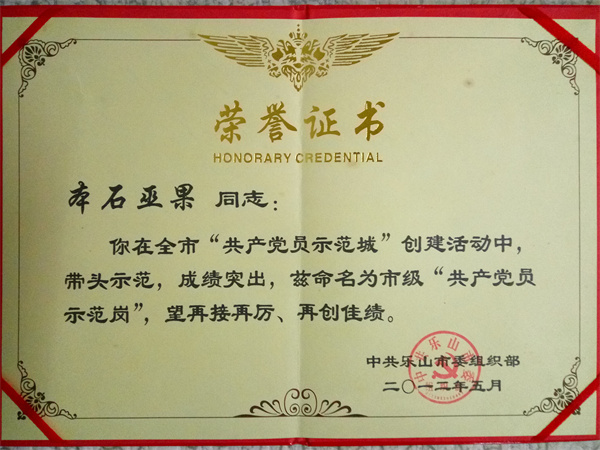 荣誉证书
HONORARY CREDENTIAL
本石亚果 同志：
你在全市“共产党员示范城”创建活动中，
带头示范，成绩突出，兹命名为市级“共产党员
示范岗”，望再接再厉、再创佳绩。
中共乐山市委组织部
二〇一二年五月